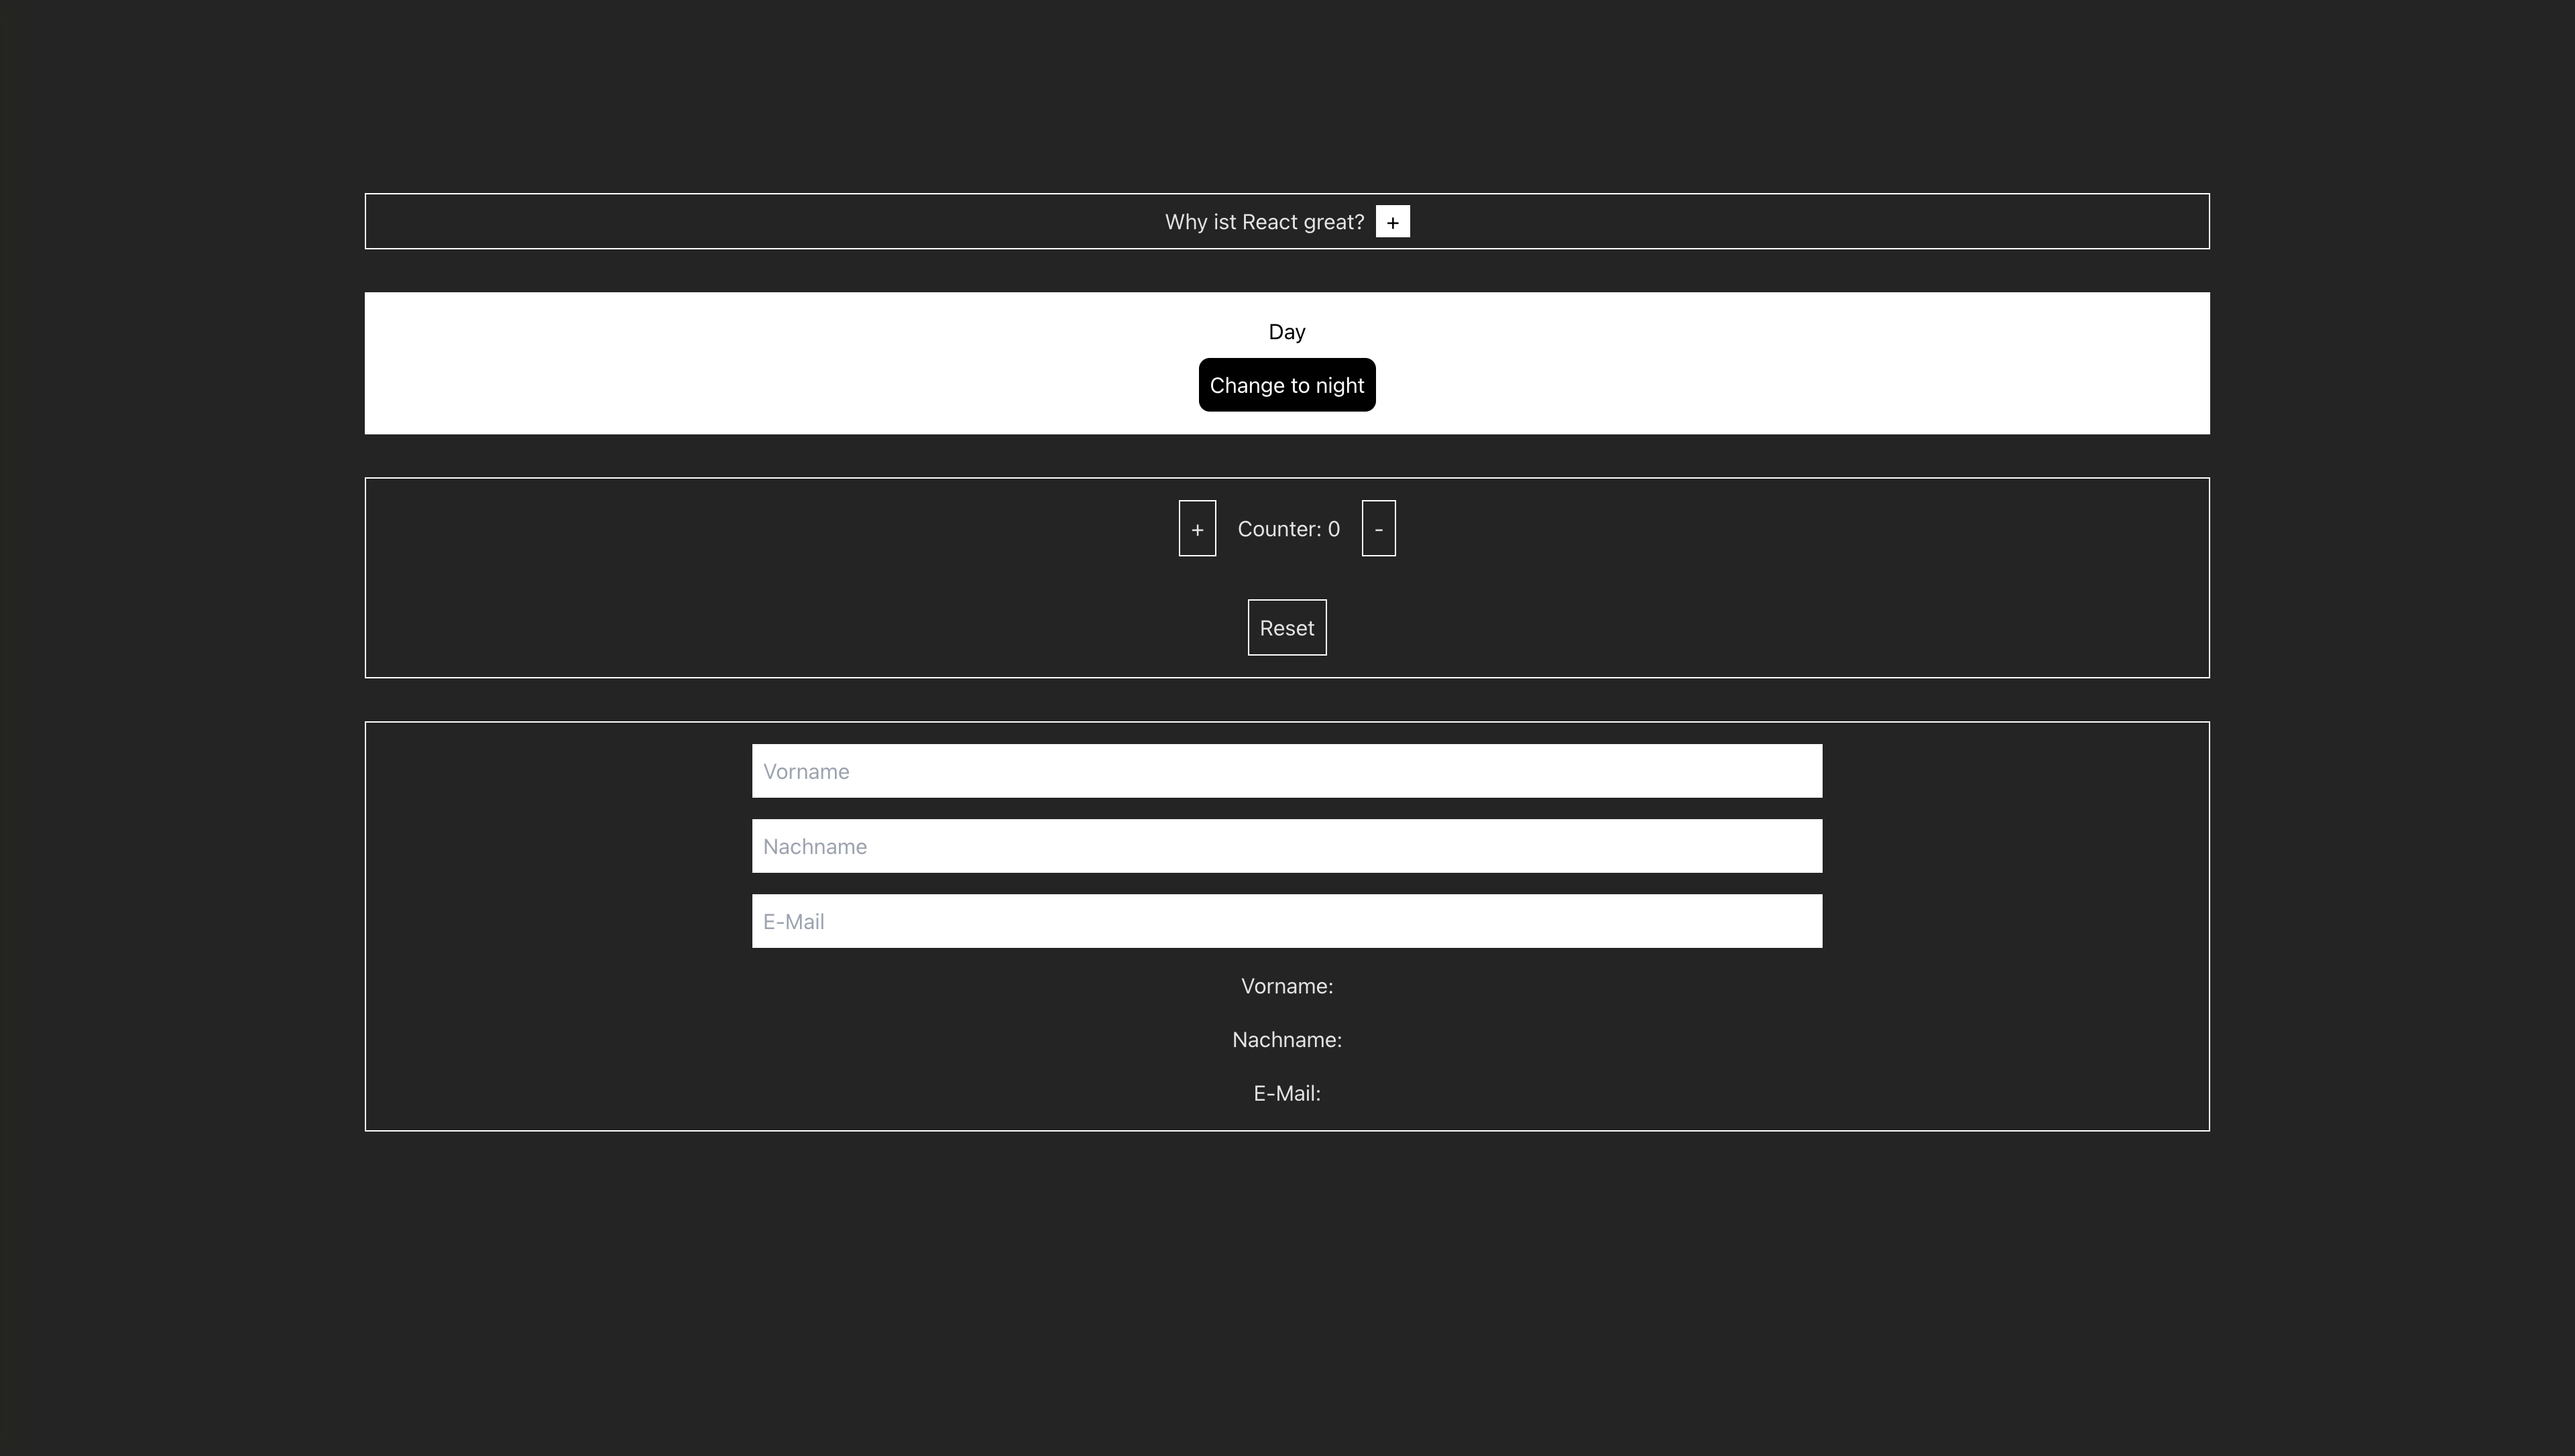 Why ist React great? +
Day
Change to night
+ Counter: 0 -
Reset
Vorname
Nachname
E-Mail
Vorname:
Nachname:
E-Mail: